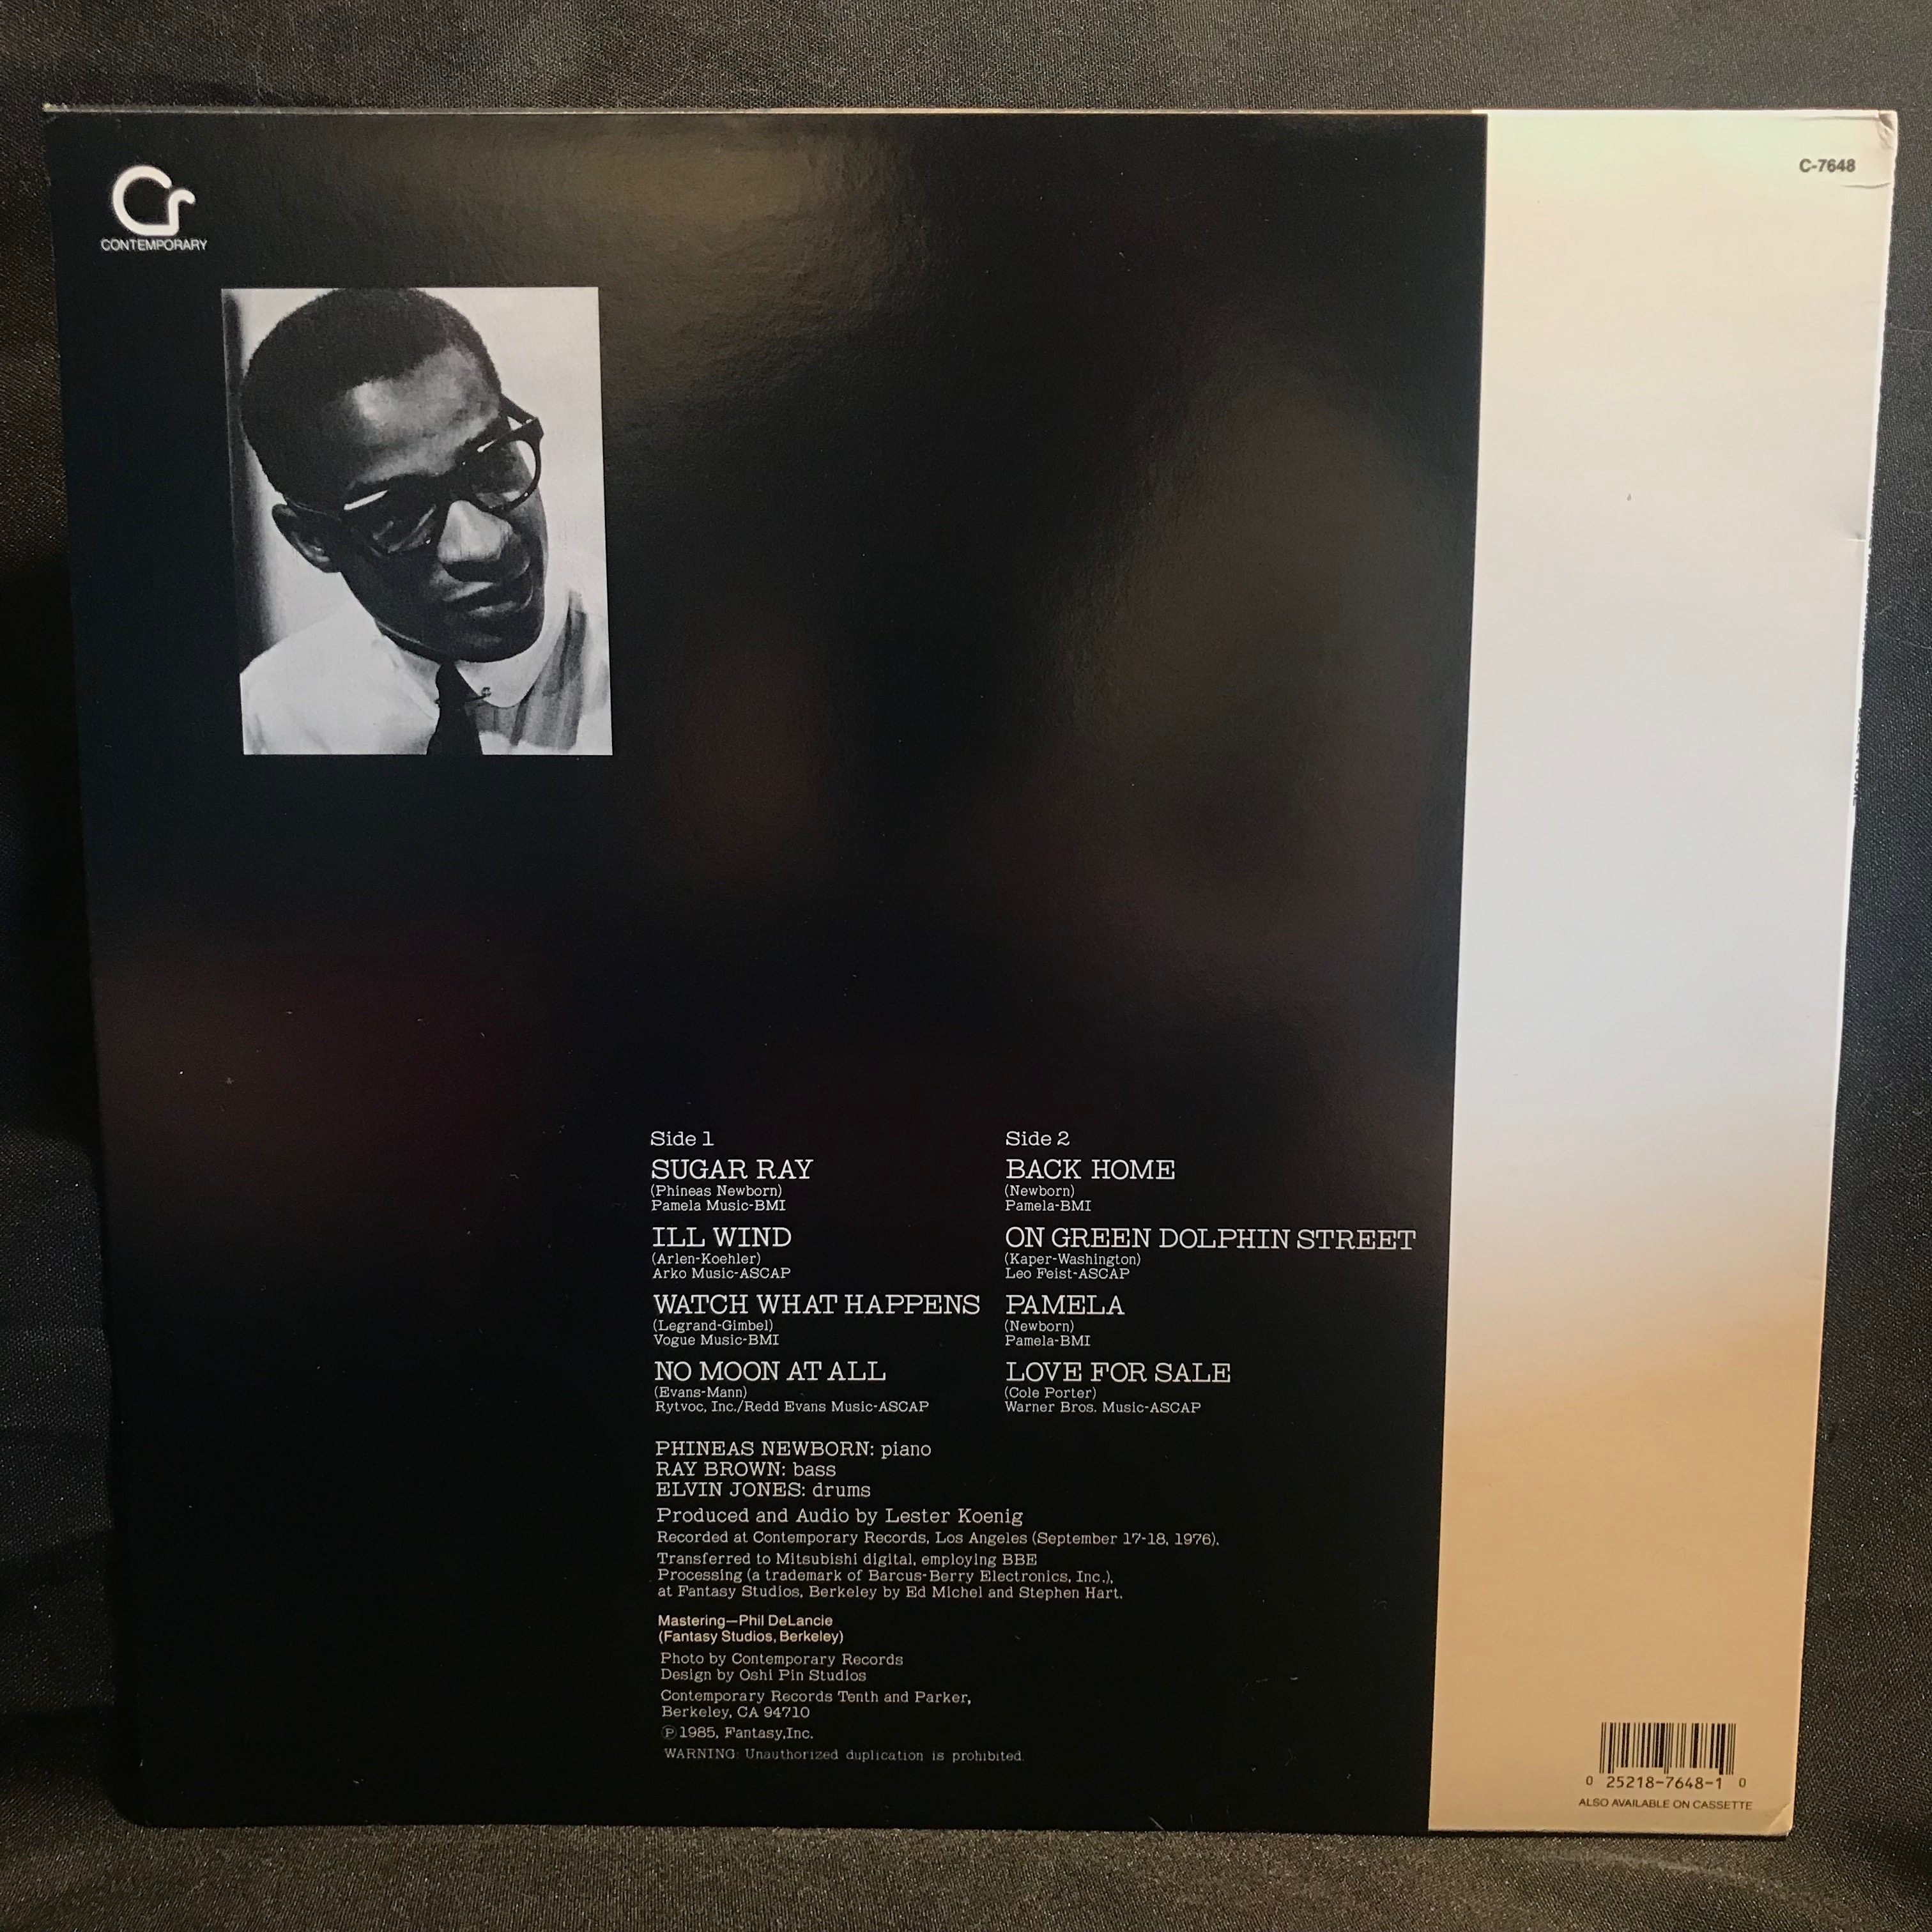 C-7648
CONTEMPORARY
Side 1
SUGAR RAY
(Phineas Newborn)
Pamela Music-BMI
ILL WIND
(Arlen-Koehler)
Arko Music-ASCAP
WATCH WHAT HAPPENS
(Legrand-Gimbel)
Vogue Music-BMI
NO MOON AT ALL
(Evans-Mann)
Rytvoc, Inc./Redd Evans Music-ASCAP
Side 2
BACK HOME
(Newborn)
Pamela-BMI
ON GREEN DOLPHIN STREET
(Kaper-Washington)
Leo Feist-ASCAP
PAMELA
(Newborn)
Pamela-BMI
LOVE FOR SALE
(Cole Porter)
Warner Bros. Music-ASCAP
PHINEAS NEWBORN: piano
RAY BROWN: bass
ELVIN JONES: drums
Produced and Audio by Lester Koenig
Recorded at Contemporary Records, Los Angeles (September 17-18, 1976).
Transferred to Mitsubishi digital, employing BBE
Processing (a trademark of Barcus-Berry Electronics, Inc.),
at Fantasy Studios, Berkeley by Ed Michel and Stephen Hart.
Mastering—Phil DeLancie
(Fantasy Studios, Berkeley)
Photo by Contemporary Records
Design by Oshi Pin Studios
Contemporary Records Tenth and Parker,
Berkeley, CA 94710
℗ 1985, Fantasy,Inc.
WARNING: Unauthorized duplication is prohibited.
0 25218-7648-1 0
ALSO AVAILABLE ON CASSETTE